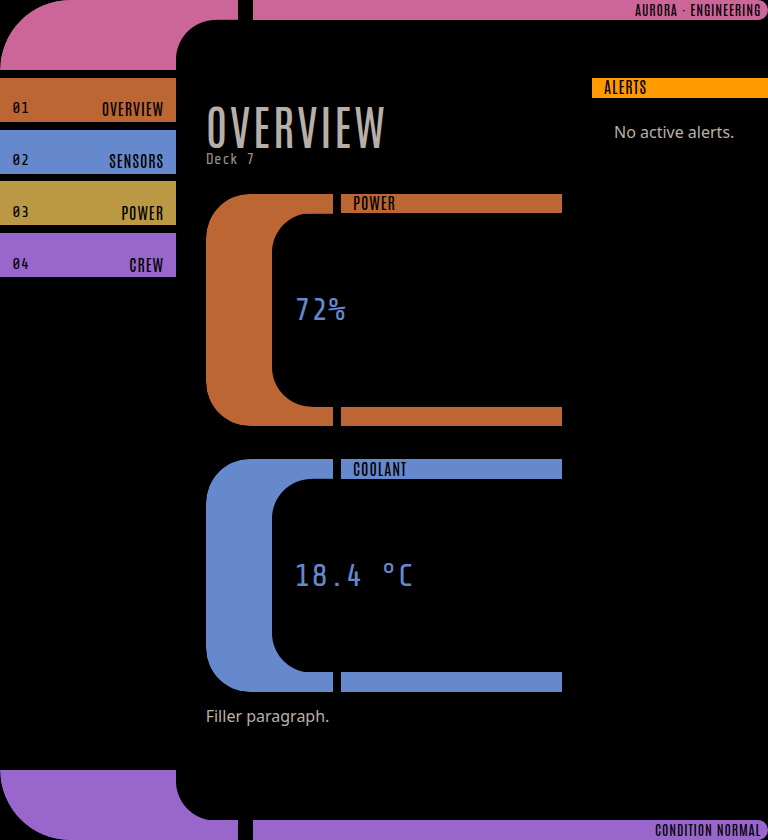 AURORA · ENGINEERING
01 OVERVIEW
02 SENSORS
03 POWER
04 CREW
OVERVIEW
Deck 7
POWER
72%
COOLANT
18.4 °C
Filler paragraph.
ALERTS
No active alerts.
CONDITION NORMAL